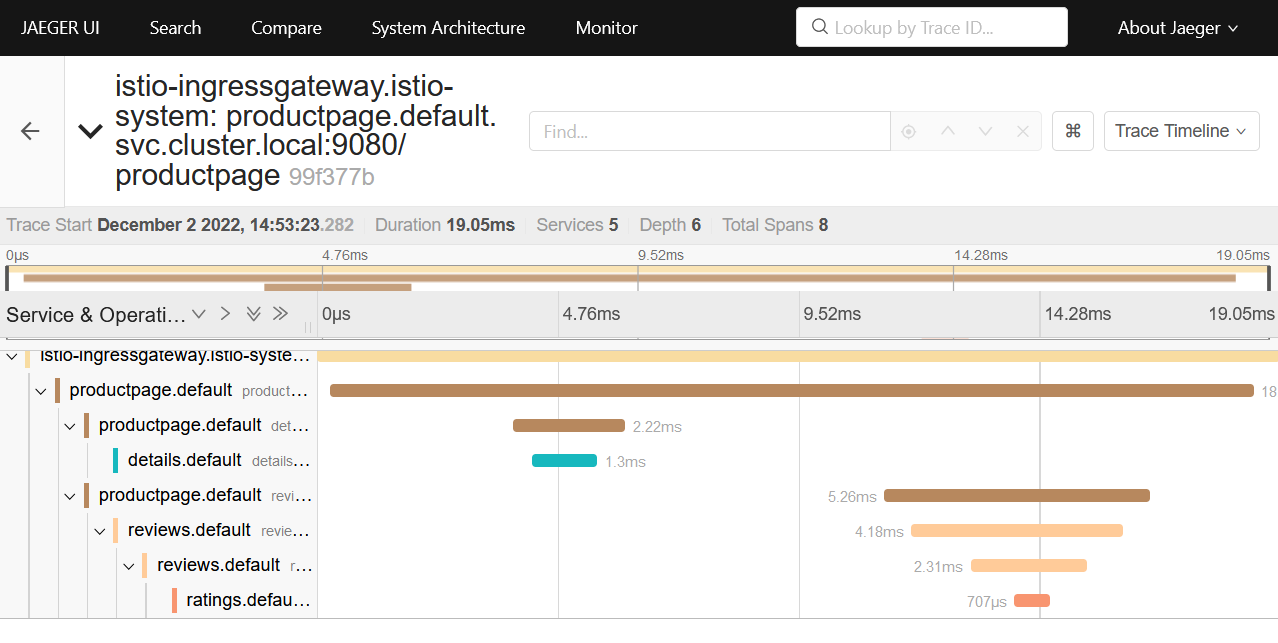 JAEGER UI Search Compare System Architecture Monitor Lookup by Trace ID... About Jaeger
istio-ingressgateway.istio-
system: productpage.default.
svc.cluster.local:9080/
productpage 99f377b
Find... ⌘ Trace Timeline
Trace Start December 2 2022, 14:53:23.282 Duration 19.05ms Services 5 Depth 6 Total Spans 8
0μs 4.76ms 9.52ms 14.28ms 19.05ms
Service & Operati... 0μs 4.76ms 9.52ms 14.28ms 19.05ms
istio-ingressgateway.istio-syste...
productpage.default product... 18
productpage.default det... 2.22ms
details.default details... 1.3ms
productpage.default revi... 5.26ms
reviews.default revie... 4.18ms
reviews.default r... 2.31ms
ratings.defau... 707μs